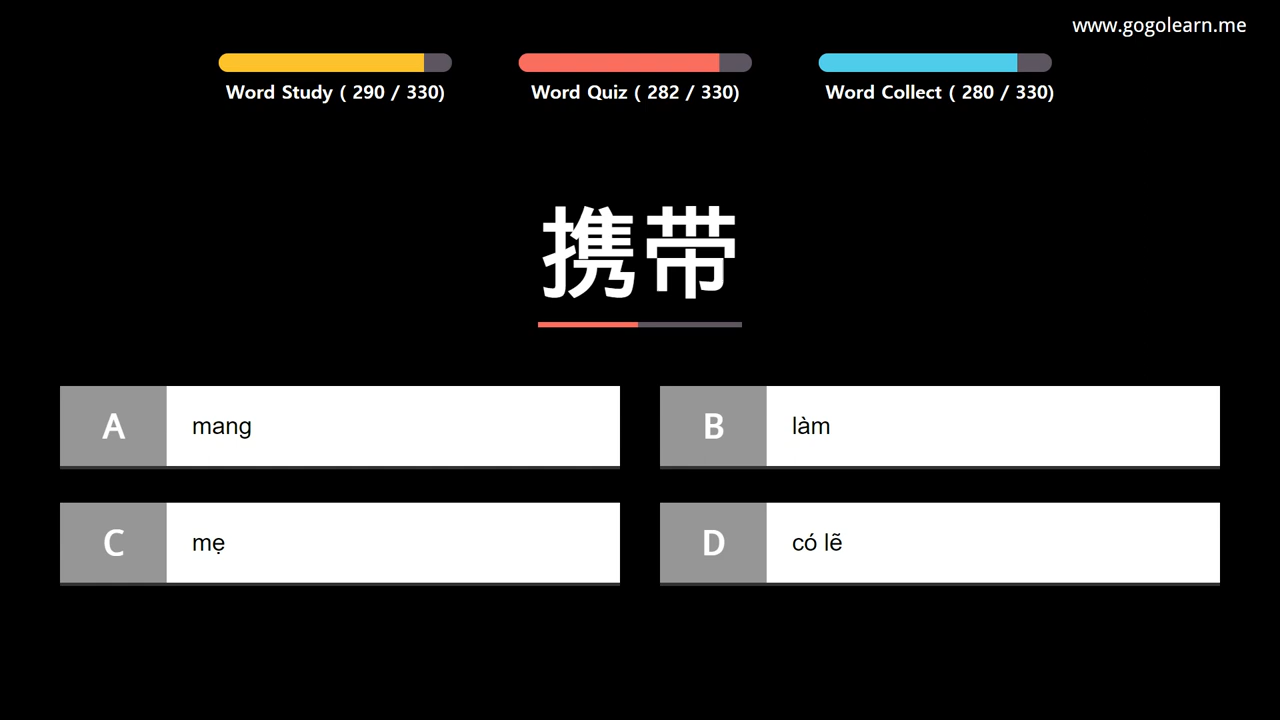 www.gogolearn.me
Word Study ( 290 / 330)
Word Quiz ( 282 / 330)
Word Collect ( 280 / 330)
携带
A mang
B làm
C mẹ
D có lẽ